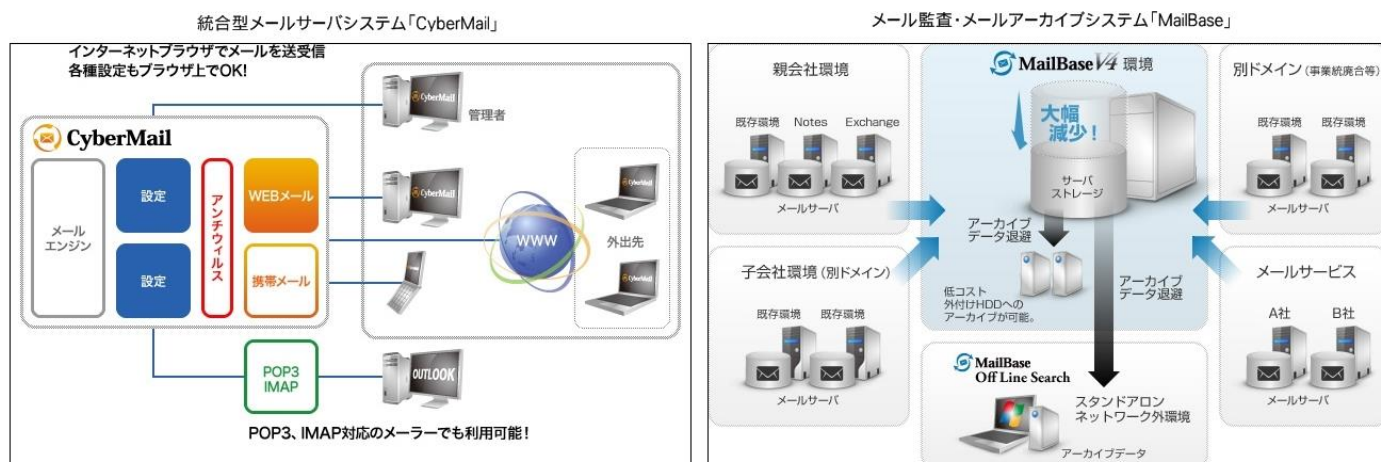 統合型メールサーバシステム「CyberMail」
インターネットブラウザでメールを送受信
各種設定もブラウザ上でOK!
CyberMail
メール
エンジン
設定
設定
アンチウィルス
WEBメール
携帯メール
POP3
IMAP
CyberMail
管理者
CyberMail
WWW
CyberMail
外出先
CyberMail
OUTLOOK
POP3、IMAP対応のメーラーでも利用可能!
メール監査・メールアーカイブシステム「MailBase」
親会社環境
既存環境 Notes Exchange
メールサーバ
子会社環境(別ドメイン)
既存環境 既存環境
メールサーバ
MailBase V4 環境
大幅
減少!
サーバ
ストレージ
アーカイブ
データ退避
低コスト
外付けHDDへの
アーカイブが可能。
アーカイブ
データ退避
MailBase
Off Line Search
スタンドアロン
ネットワーク外環境
アーカイブデータ
別ドメイン(事業統廃合等)
既存環境 既存環境
メールサーバ
メールサービス
A社 B社
メールサーバ